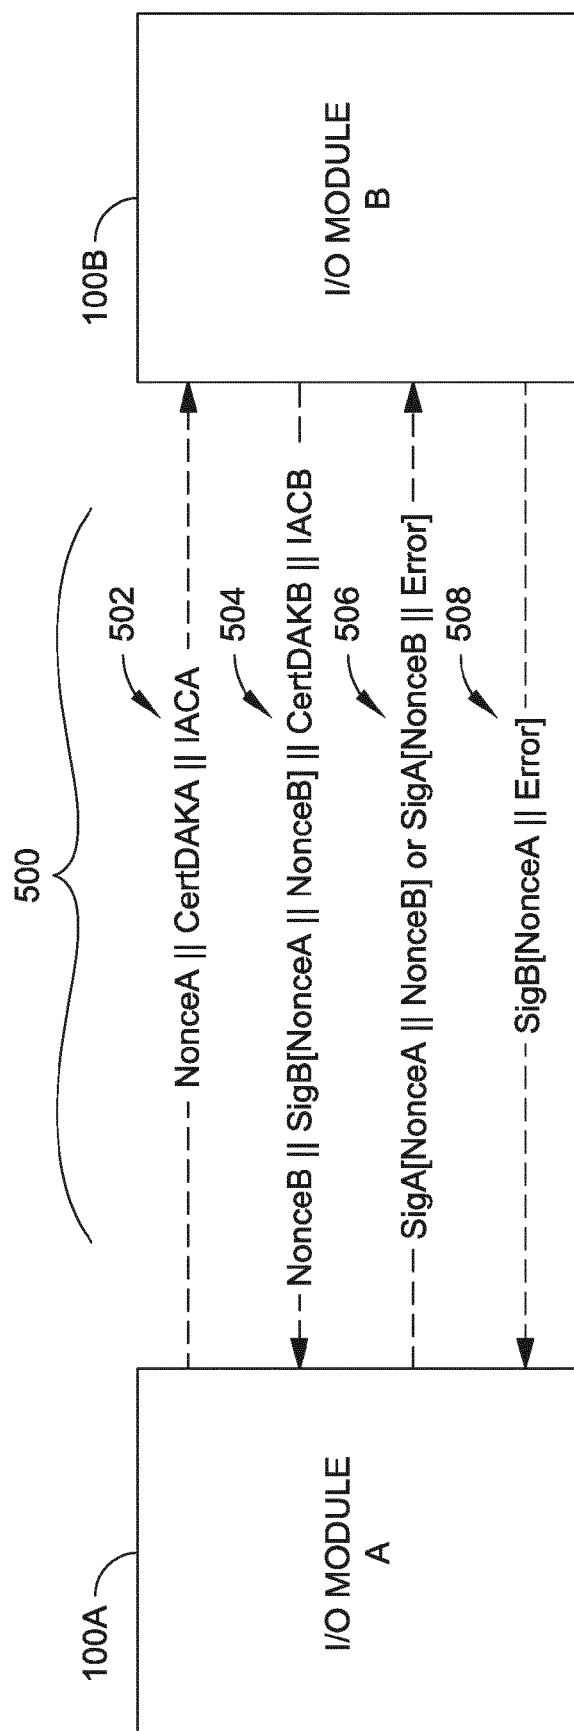 500
100A
I/O MODULE
A
100B
I/O MODULE
B
502
NonceA || CertDAKA || IACA
504
NonceB || SigB[NonceA || NonceB] || CertDAKB || IACB
506
SigA[NonceA || NonceB] or SigA[NonceB || Error]
508
SigB[NonceA || Error]